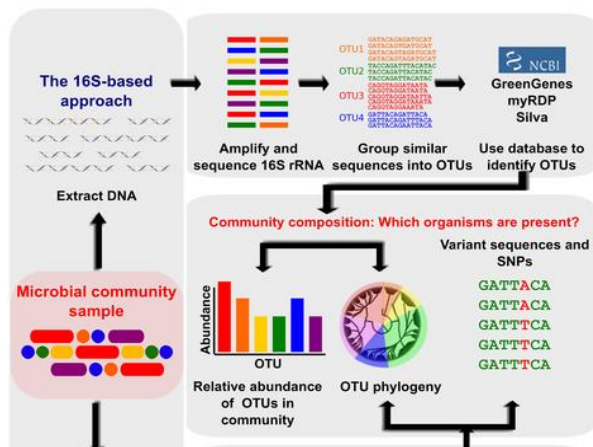 The 16S-based
approach
Extract DNA
Microbial community
sample
Amplify and
sequence 16S rRNA
OTU1
OTU2
OTU3
OTU4
Group similar
sequences into OTUs
NCBI
GreenGenes
myRDP
Silva
Use database to
identify OTUs
Community composition: Which organisms are present?
Abundance
OTU
Relative abundance
of OTUs in
community
OTU phylogeny
Variant sequences and
SNPs
GATTACA
GATTACA
GATTTCA
GATTTCA
GATTTCA